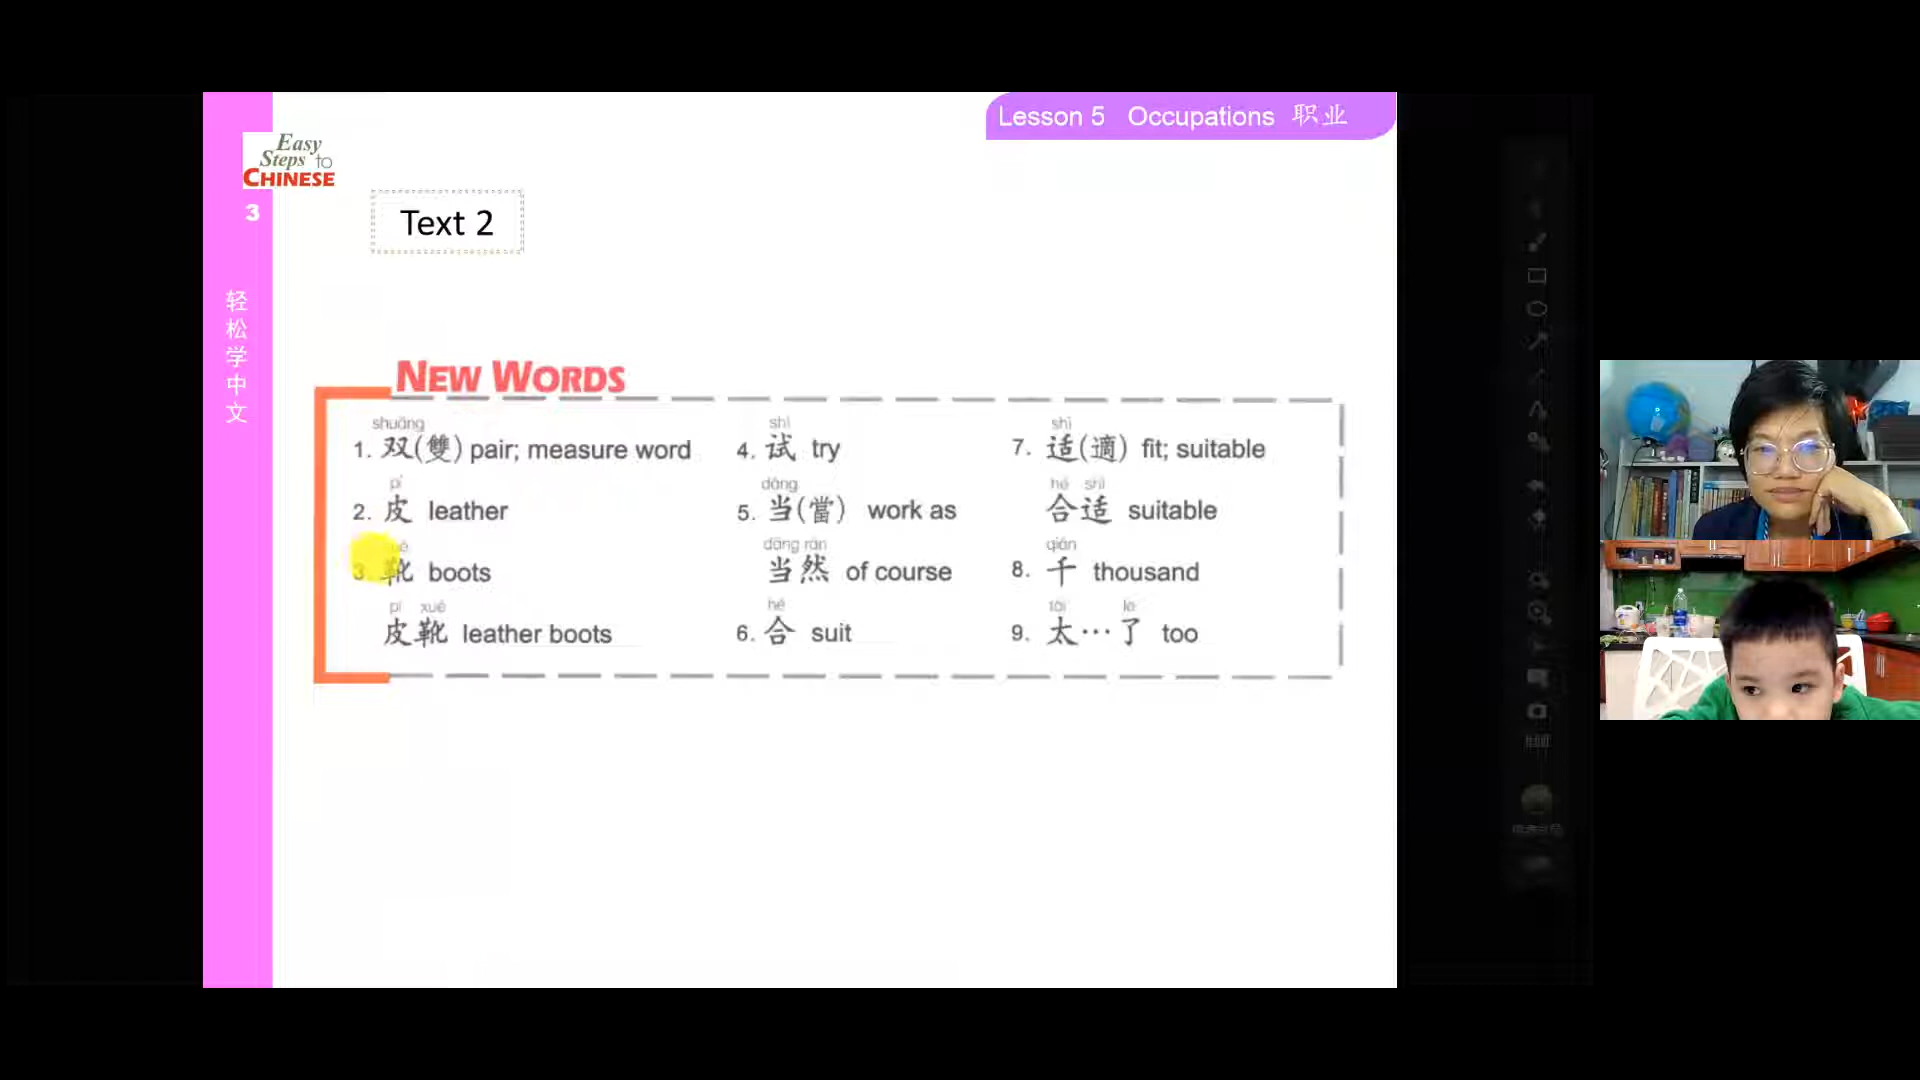 Lesson 5 Occupations 职业
Easy
Steps to
CHINESE
3
轻松学中文
Text 2
NEW WORDS
shuāng
1. 双(雙) pair; measure word
pí
2. 皮 leather
3. 靴 boots
pí xuē
皮靴 leather boots
shì
4. 试 try
dāng
5. 当(當) work as
dāng rán
当然 of course
hé
6. 合 suit
shì
7. 适(適) fit; suitable
hé shì
合适 suitable
qiān
8. 千 thousand
tài le
9. 太…了 too